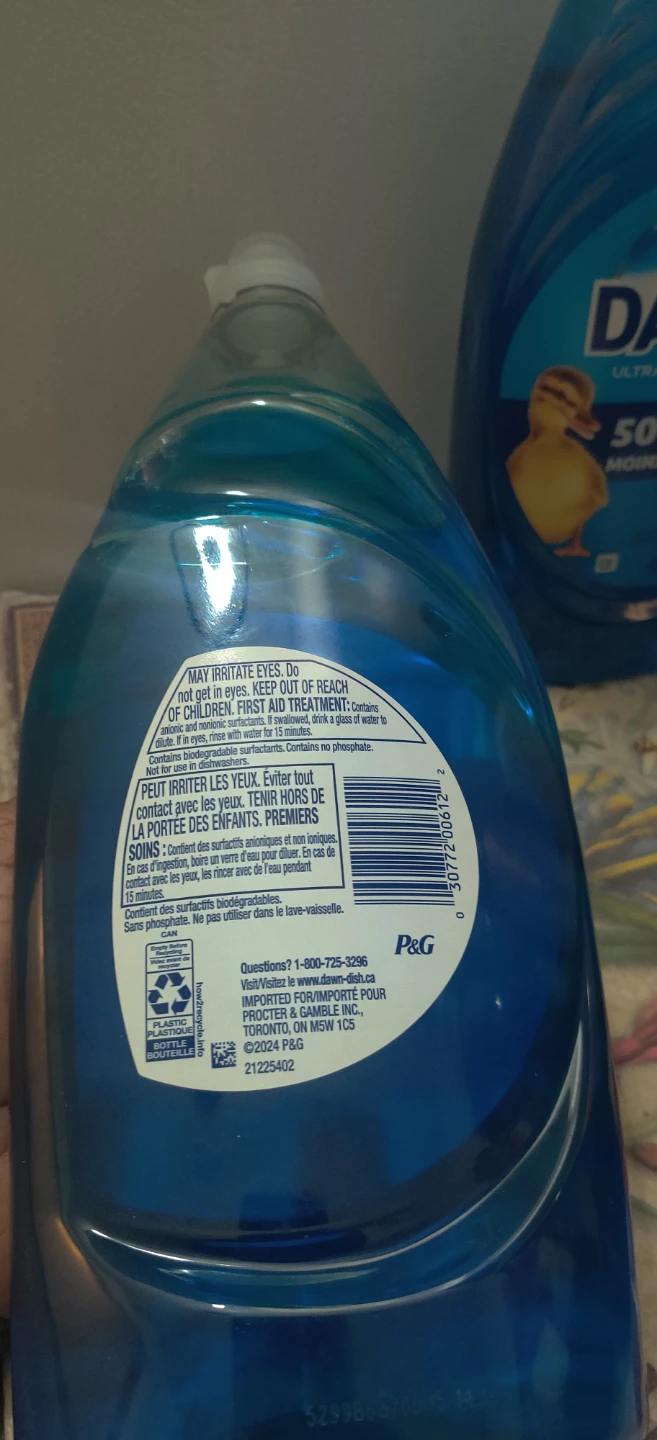 DA
ULTRA
50
MOINS
MAY IRRITATE EYES. Do
not get in eyes. KEEP OUT OF REACH
OF CHILDREN. FIRST AID TREATMENT: Contains
anionic and nonionic surfactants. If swallowed, drink a glass of water to
dilute. If in eyes, rinse with water for 15 minutes.
Contains biodegradable surfactants. Contains no phosphate.
Not for use in dishwashers.
PEUT IRRITER LES YEUX. Éviter tout
contact avec les yeux. TENIR HORS DE
LA PORTÉE DES ENFANTS. PREMIERS
SOINS : Contient des surfactifs anioniques et non ioniques.
En cas d'ingestion, boire un verre d'eau pour diluer. En cas de
contact avec les yeux, les rincer avec de l'eau pendant
15 minutes.
Contient des surfactifs biodégradables.
Sans phosphate. Ne pas utiliser dans le lave-vaisselle.
0 30772 00612 2
CAN
Empty Before
Recycling
Videz avant de
recycler
PLASTIC
PLASTIQUE
BOTTLE
BOUTEILLE
how2recycle.info
P&G
Questions? 1-800-725-3296
Visit/Visitez le www.dawn-dish.ca
IMPORTED FOR/IMPORTÉ POUR
PROCTER & GAMBLE INC.,
TORONTO, ON M5W 1C5
©2024 P&G
21225402